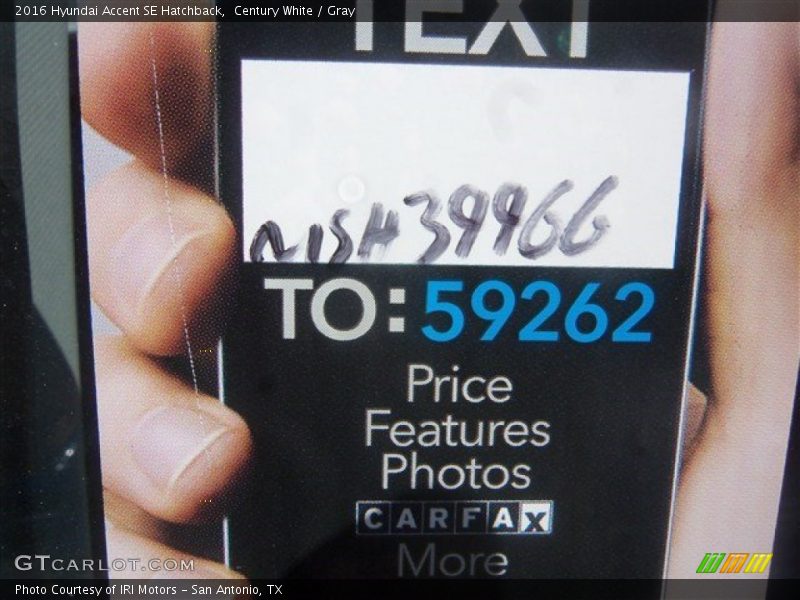 2016 Hyundai Accent SE Hatchback,  Century White / Gray
TEXT
NISH39966
TO:59262
Price
Features
Photos
CARFAX
More
GTCARLOT.COM
Photo Courtesy of IRI Motors – San Antonio, TX